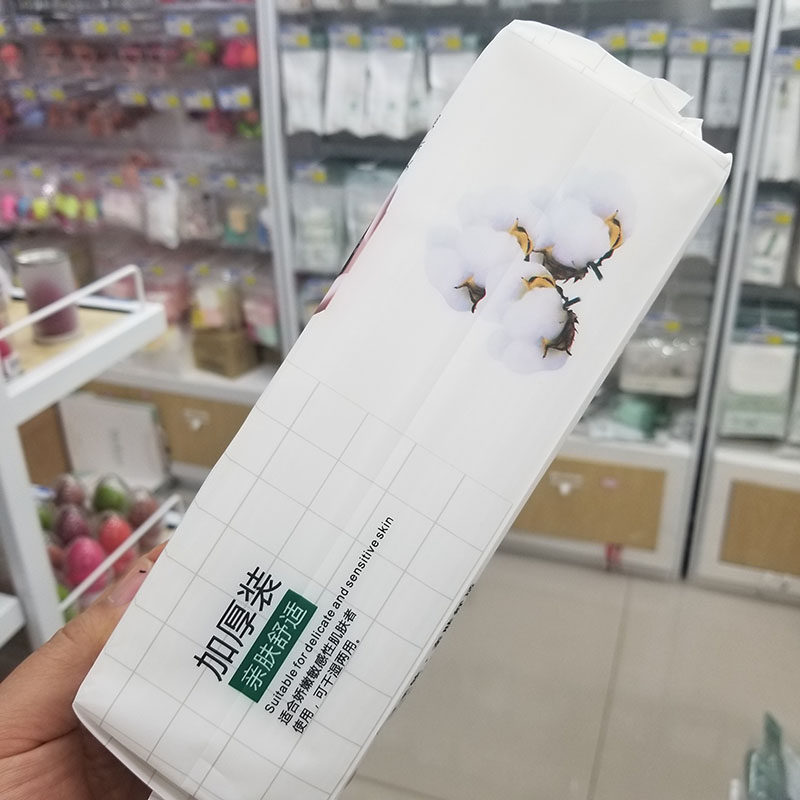 加厚装
亲肤舒适
Suitable for delicate and sensitive skin
适合娇嫩敏感性肌肤者
使用，可干湿两用。